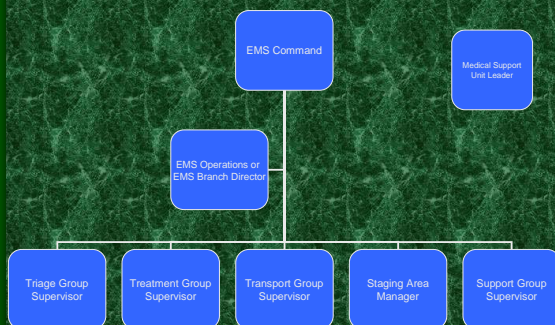 EMS Command
Medical Support
Unit Leader
EMS Operations or
EMS Branch Director
Triage Group
Supervisor
Treatment Group
Supervisor
Transport Group
Supervisor
Staging Area
Manager
Support Group
Supervisor